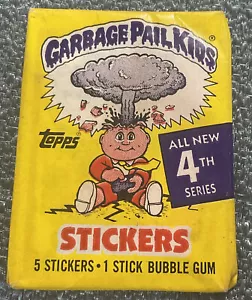 GARBAGE PAIL KIDS ®
topps
ALL NEW
4TH
SERIES
STICKERS
5 STICKERS • 1 STICK BUBBLE GUM